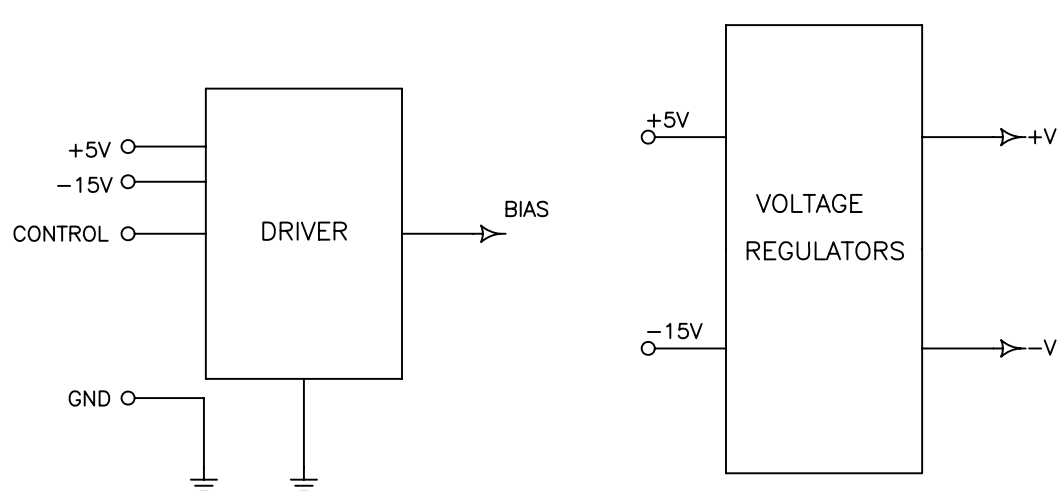 +5V
-15V
CONTROL
GND
DRIVER
BIAS
+5V
-15V
VOLTAGE
REGULATORS
+V
-V